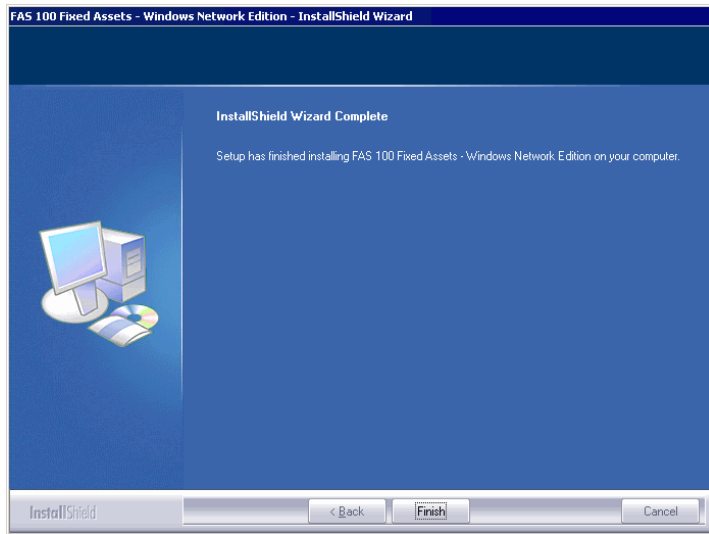 FAS 100 Fixed Assets - Windows Network Edition - InstallShield Wizard
InstallShield Wizard Complete
Setup has finished installing FAS 100 Fixed Assets - Windows Network Edition on your computer.
InstallShield
< Back
Finish
Cancel